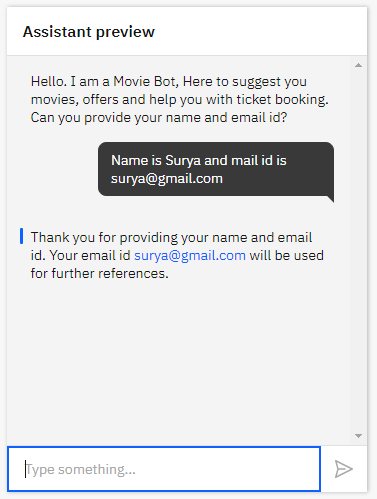 Assistant preview
Hello. I am a Movie Bot, Here to suggest you
movies, offers and help you with ticket booking.
Can you provide your name and email id?
Name is Surya and mail id is
surya@gmail.com
Thank you for providing your name and email
id. Your email id surya@gmail.com will be used
for further references.
Type something...